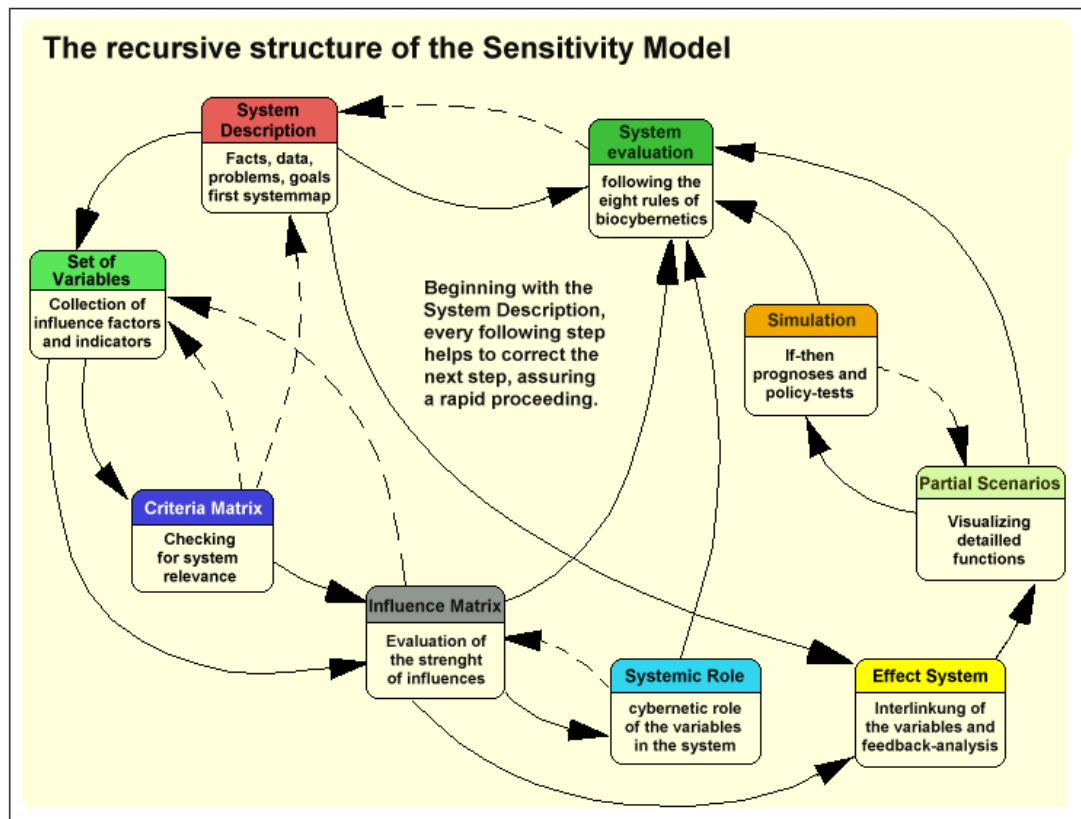 The recursive structure of the Sensitivity Model
System
Description
Facts, data,
problems, goals
first systemmap
System
evaluation
following the
eight rules of
biocybernetics
Set of
Variables
Collection of
influence factors
and indicators
Beginning with the
System Description,
every following step
helps to correct the
next step, assuring
a rapid proceeding.
Simulation
If-then
prognoses and
policy-tests
Criteria Matrix
Checking
for system
relevance
Partial Scenarios
Visualizing
detailled
functions
Influence Matrix
Evaluation of
the strenght
of influences
Systemic Role
cybernetic role
of the variables
in the system
Effect System
Interlinkung of
the variables and
feedback-analysis